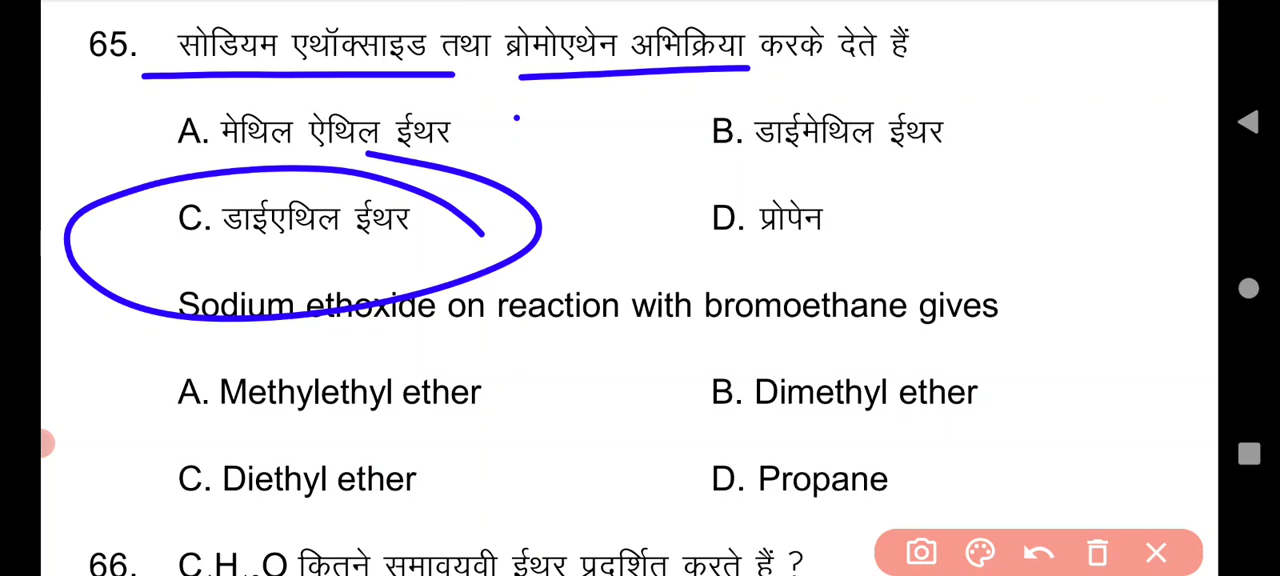 65. सोडियम एथॉक्साइड तथा ब्रोमोएथेन अभिक्रिया करके देते हैं
A. मेथिल ऐथिल ईथर B. डाईमेथिल ईथर
C. डाईएथिल ईथर D. प्रोपेन
Sodium ethoxide on reaction with bromoethane gives
A. Methylethyl ether B. Dimethyl ether
C. Diethyl ether D. Propane
66. कितने समावयवी ईथर प्रदर्शित करते हैं ?